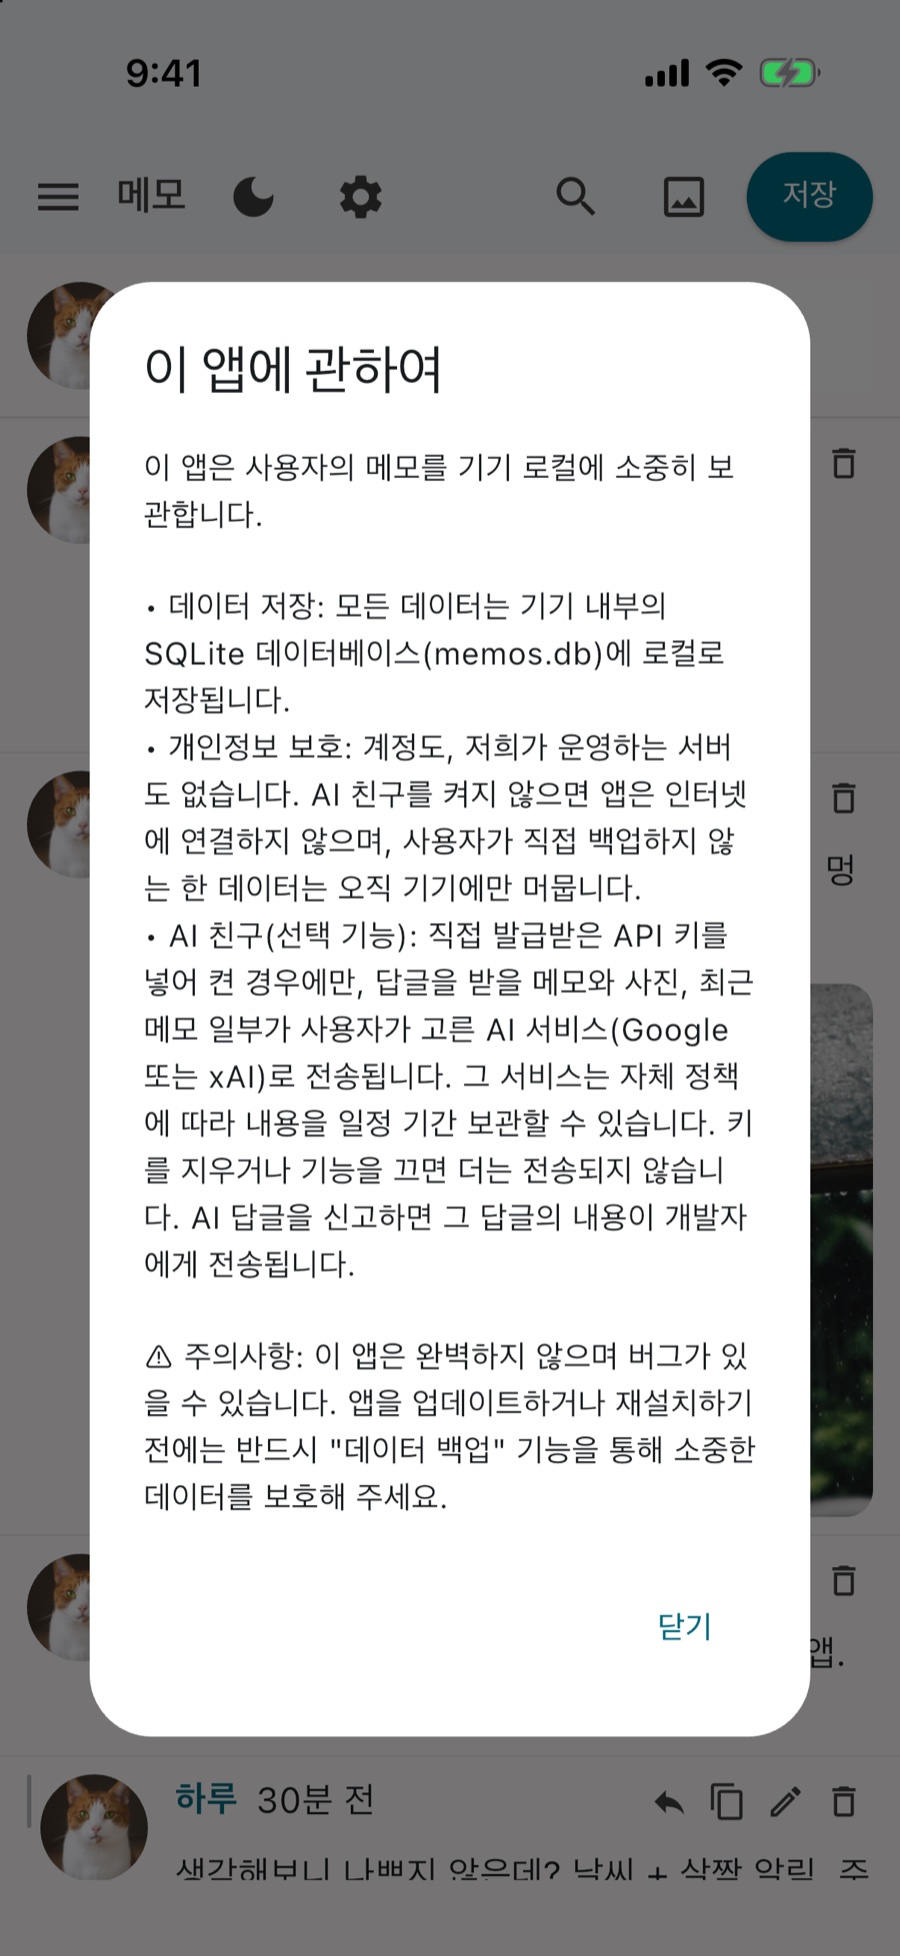 9:41
메모
저장
이 앱에 관하여
이 앱은 사용자의 메모를 기기 로컬에 소중히 보
관합니다.
• 데이터 저장: 모든 데이터는 기기 내부의
SQLite 데이터베이스(memos.db)에 로컬로
저장됩니다.
• 개인정보 보호: 계정도, 저희가 운영하는 서버
도 없습니다. AI 친구를 켜지 않으면 앱은 인터넷
에 연결하지 않으며, 사용자가 직접 백업하지 않
는 한 데이터는 오직 기기에만 머뭅니다.
• AI 친구(선택 기능): 직접 발급받은 API 키를
넣어 켠 경우에만, 답글을 받을 메모와 사진, 최근
메모 일부가 사용자가 고른 AI 서비스(Google
또는 xAI)로 전송됩니다. 그 서비스는 자체 정책
에 따라 내용을 일정 기간 보관할 수 있습니다. 키
를 지우거나 기능을 끄면 더는 전송되지 않습니
다. AI 답글을 신고하면 그 답글의 내용이 개발자
에게 전송됩니다.
⚠ 주의사항: 이 앱은 완벽하지 않으며 버그가 있
을 수 있습니다. 앱을 업데이트하거나 재설치하기
전에는 반드시 "데이터 백업" 기능을 통해 소중한
데이터를 보호해 주세요.
닫기
멍
앱.
하루 30분 전
생각해보니 나쁘지 않은데? 날씨 + 살짝